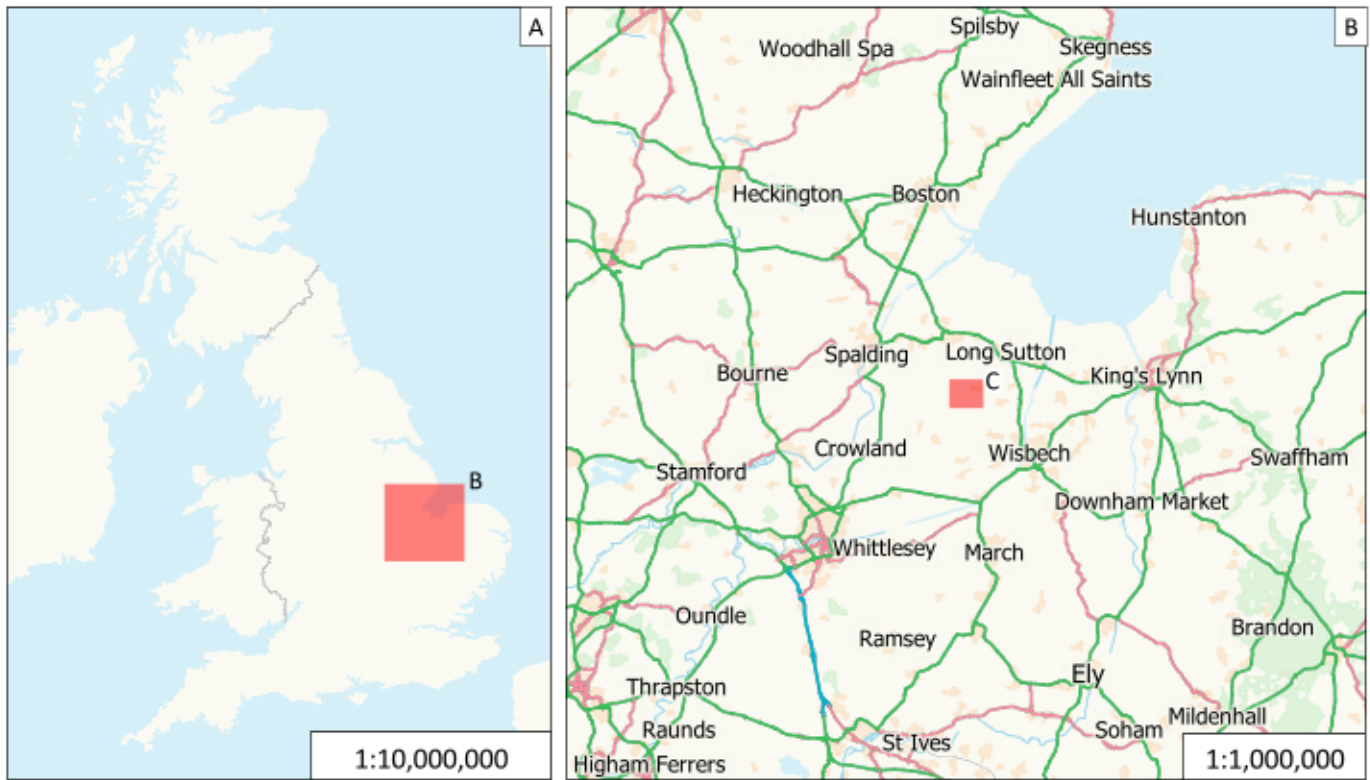 A
B
1:10,000,000
B
Spilsby
Woodhall Spa
Skegness
Wainfleet All Saints
Heckington
Boston
Hunstanton
Spalding
Long Sutton
Bourne
King's Lynn
C
Crowland
Wisbech
Swaffham
Stamford
Downham Market
Whittlesey
March
Oundle
Brandon
Ramsey
Ely
Thrapston
Mildenhall
Raunds
Soham
St Ives
Higham Ferrers
1:1,000,000